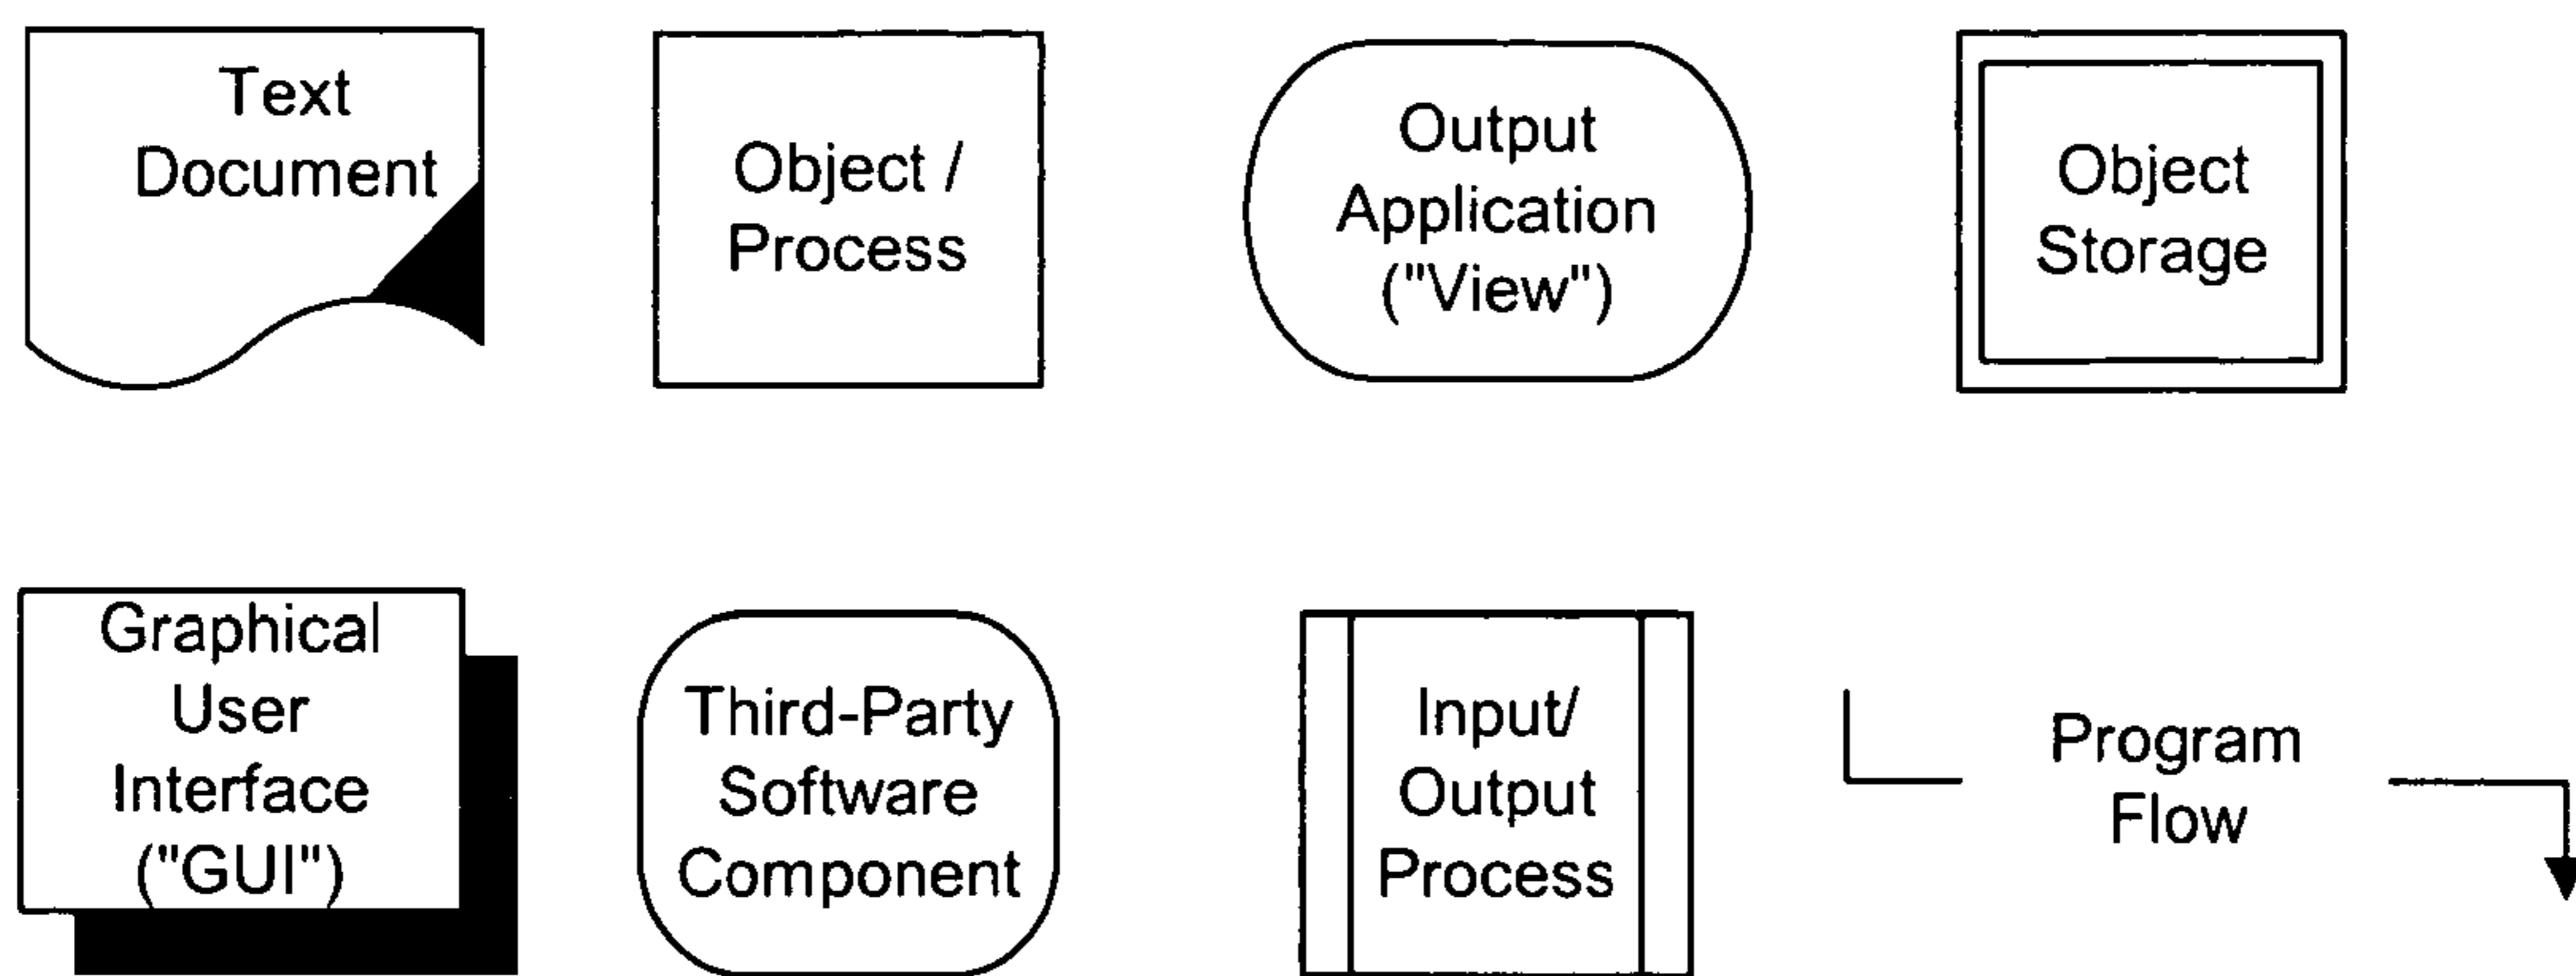 Text
Document
Object /
Process
Output
Application
("View")
Object
Storage
Graphical
User
Interface
("GUI")
Third-Party
Software
Component
Input/
Output
Process
Program
Flow